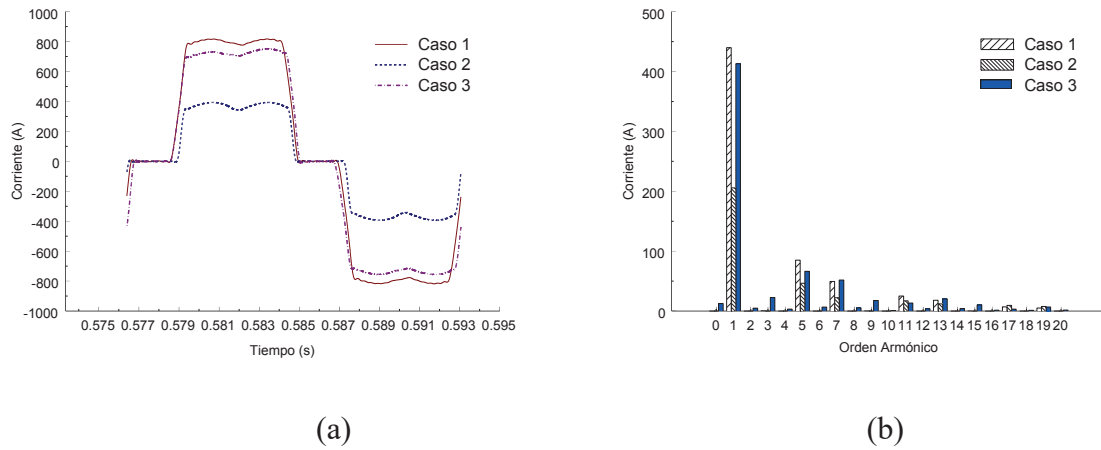 1000
800
600
400
200
0
-200
-400
-600
-800
-1000
Corriente (A)
0.575 0.577 0.579 0.581 0.583 0.585 0.587 0.589 0.591 0.593 0.595
Tiempo (s)
Caso 1
Caso 2
Caso 3
(a)
500
400
300
200
100
0
Corriente (A)
0 1 2 3 4 5 6 7 8 9 10 11 12 13 14 15 16 17 18 19 20
Orden Armónico
Caso 1
Caso 2
Caso 3
(b)